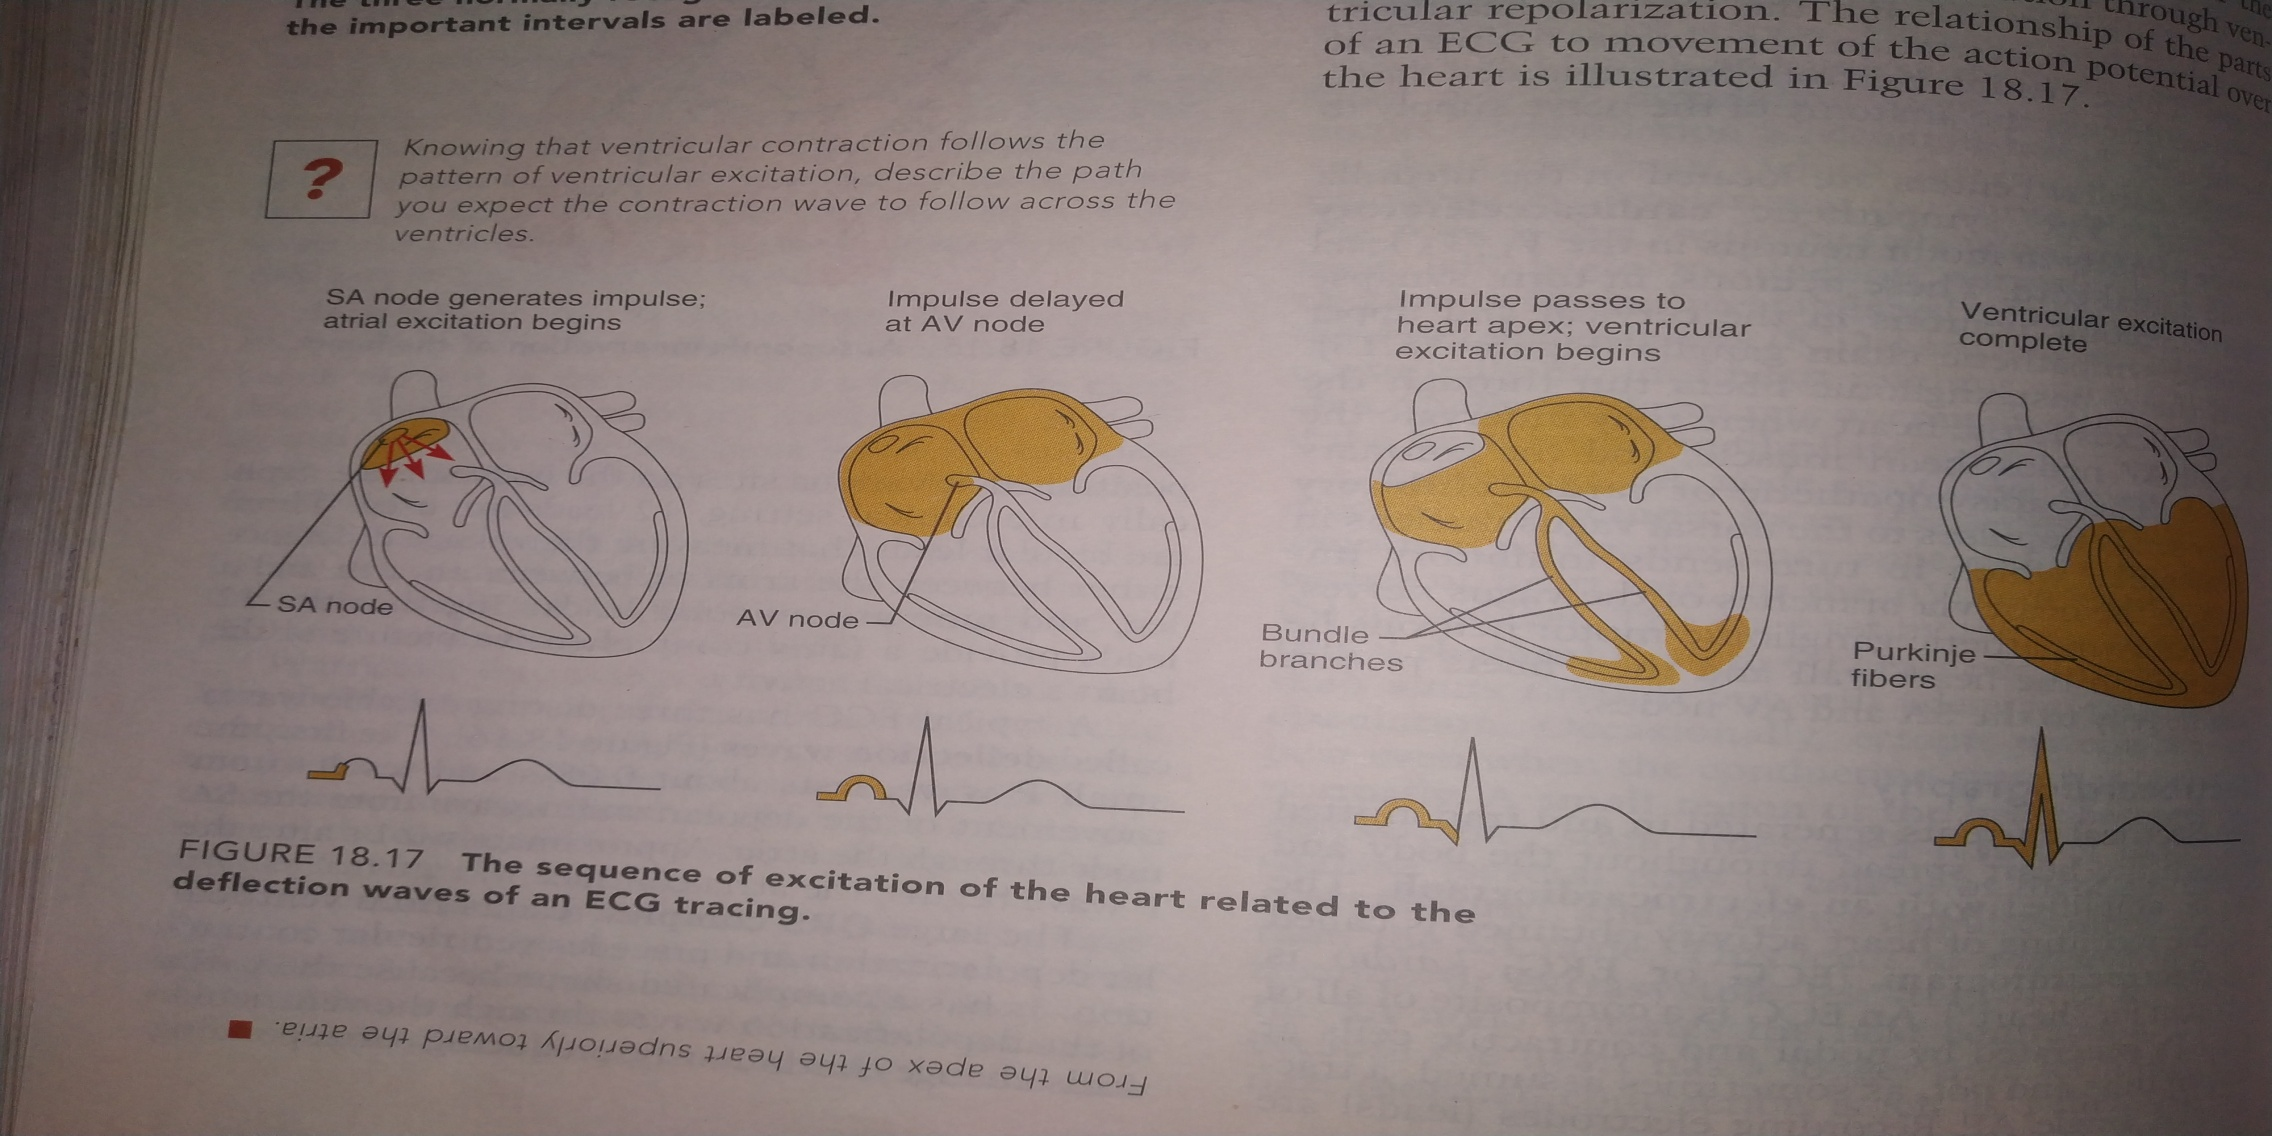 the important intervals are labeled.
through ven-
tricular repolarization. The relationship of the parts
of an ECG to movement of the action potential over
the heart is illustrated in Figure 18.17.
?
Knowing that ventricular contraction follows the
pattern of ventricular excitation, describe the path
you expect the contraction wave to follow across the
ventricles.
SA node generates impulse;
atrial excitation begins
SA node
Impulse delayed
at AV node
AV node
Impulse passes to
heart apex; ventricular
excitation begins
Bundle
branches
Ventricular excitation
complete
Purkinje
fibers
FIGURE 18.17 The sequence of excitation of the heart related to the
deflection waves of an ECG tracing.
From the apex of the heart superiorly toward the atria.